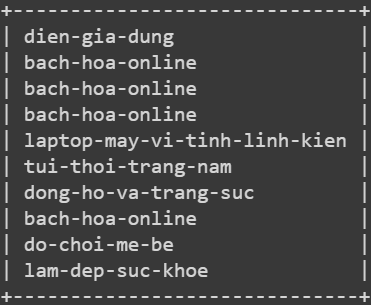 dien-gia-dung
bach-hoa-online
bach-hoa-online
bach-hoa-online
laptop-may-vi-tinh-linh-kien
tui-thoi-trang-nam
dong-ho-va-trang-suc
bach-hoa-online
do-choi-me-be
lam-dep-suc-khoe